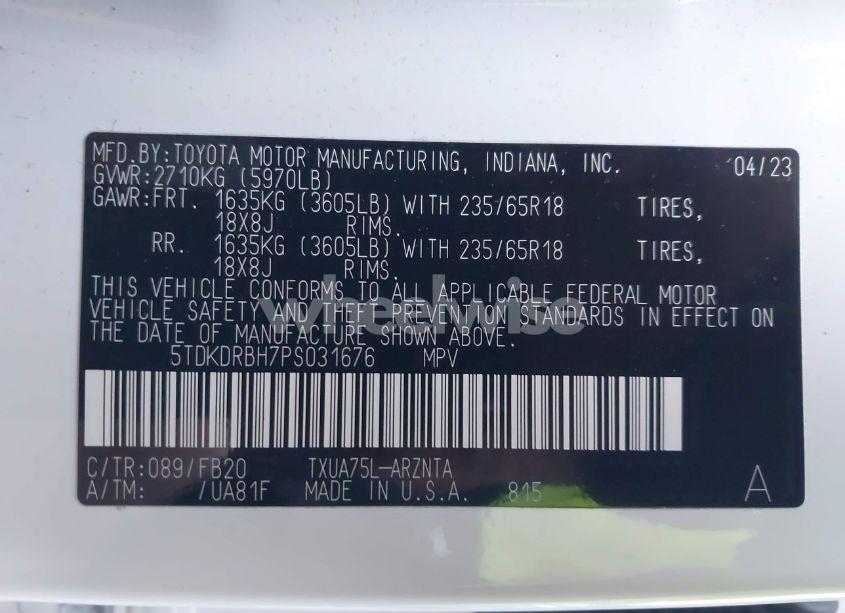 MFD.BY:TOYOTA MOTOR MANUFACTURING, INDIANA, INC. 04/23
GVWR:2710KG (5970LB)
GAWR:FRT. 1635KG (3605LB) WITH 235/65R18 TIRES,
18X8J RIMS.
RR. 1635KG (3605LB) WITH 235/65R18 TIRES,
18X8J RIMS.
THIS VEHICLE CONFORMS TO ALL APPLICABLE FEDERAL MOTOR
VEHICLE SAFETY AND THEFT PREVENTION STANDARDS IN EFFECT ON
THE DATE OF MANUFACTURE SHOWN ABOVE.
5TDKDRBH7PS031676 MPV
C/TR:089/FB20 TXUA75L-ARZNTA
A/TM: /UA81F MADE IN U.S.A. 815 A
wheelwise